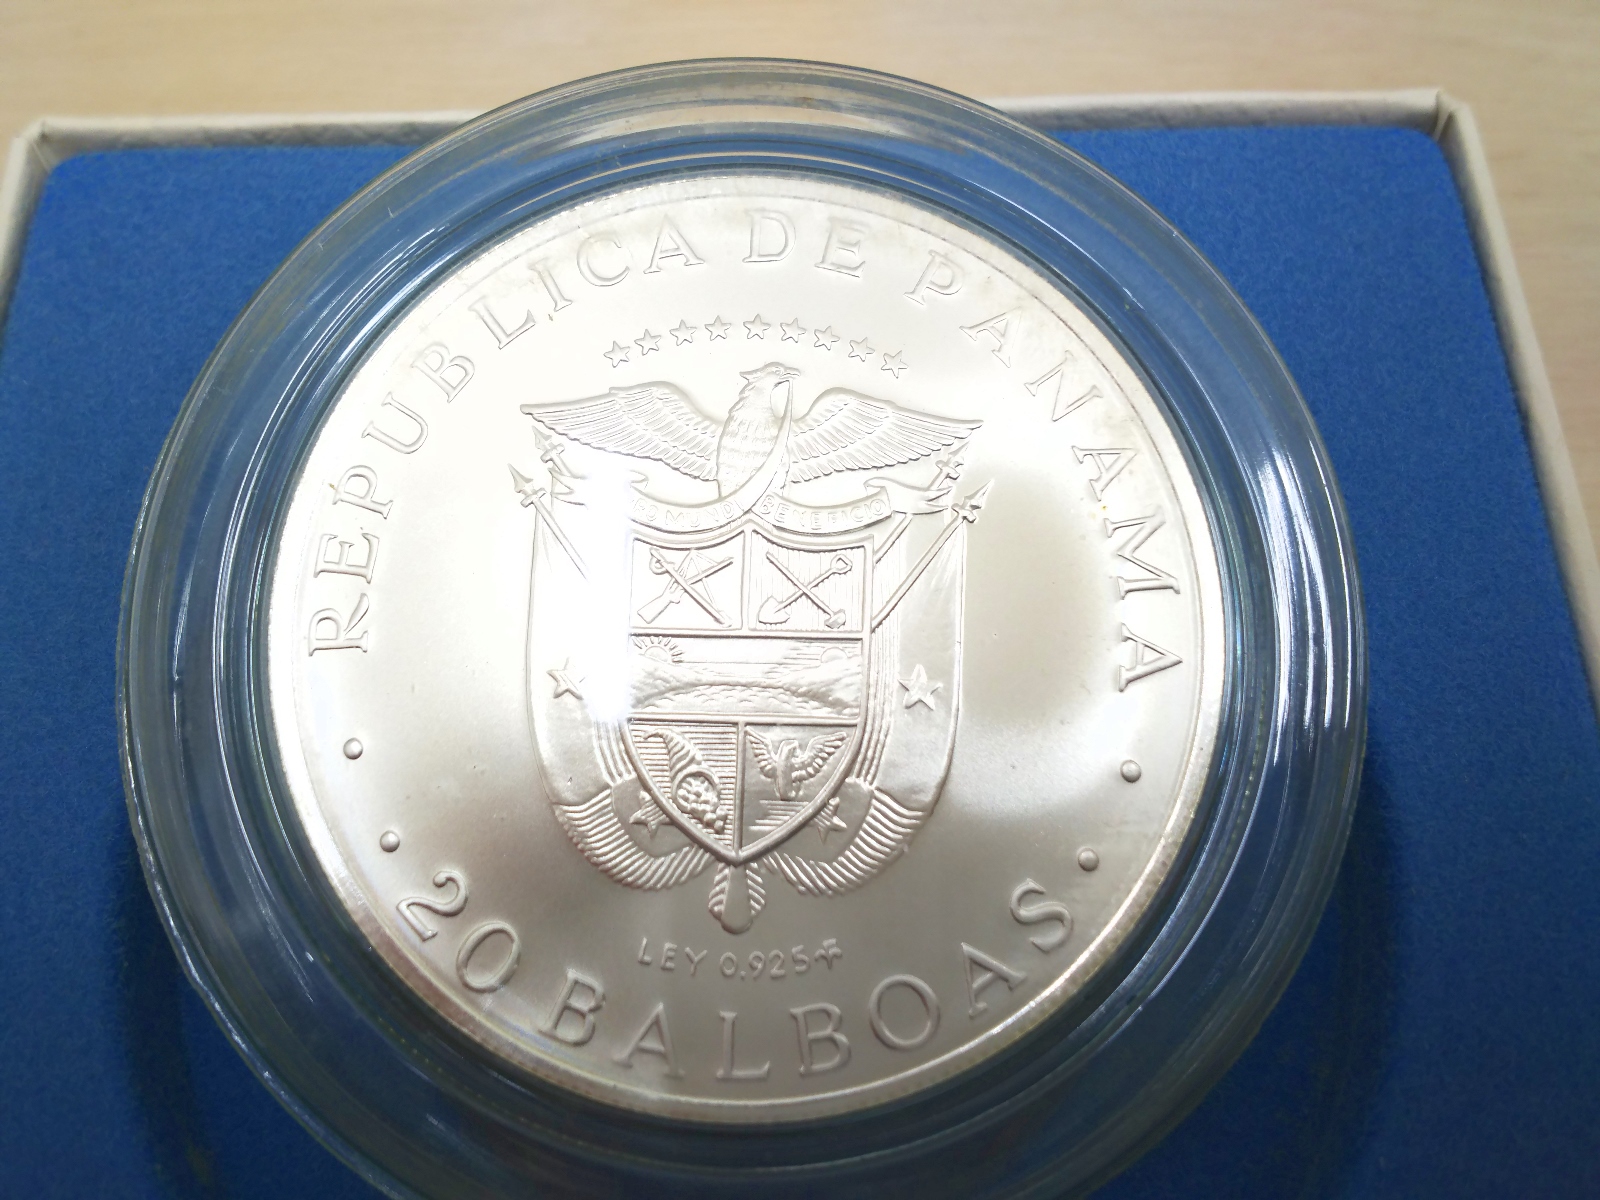 REPUBLICA DE PANAMA
PRO MUNDI BENEFICIO
LEY 0.925
20 BALBOAS